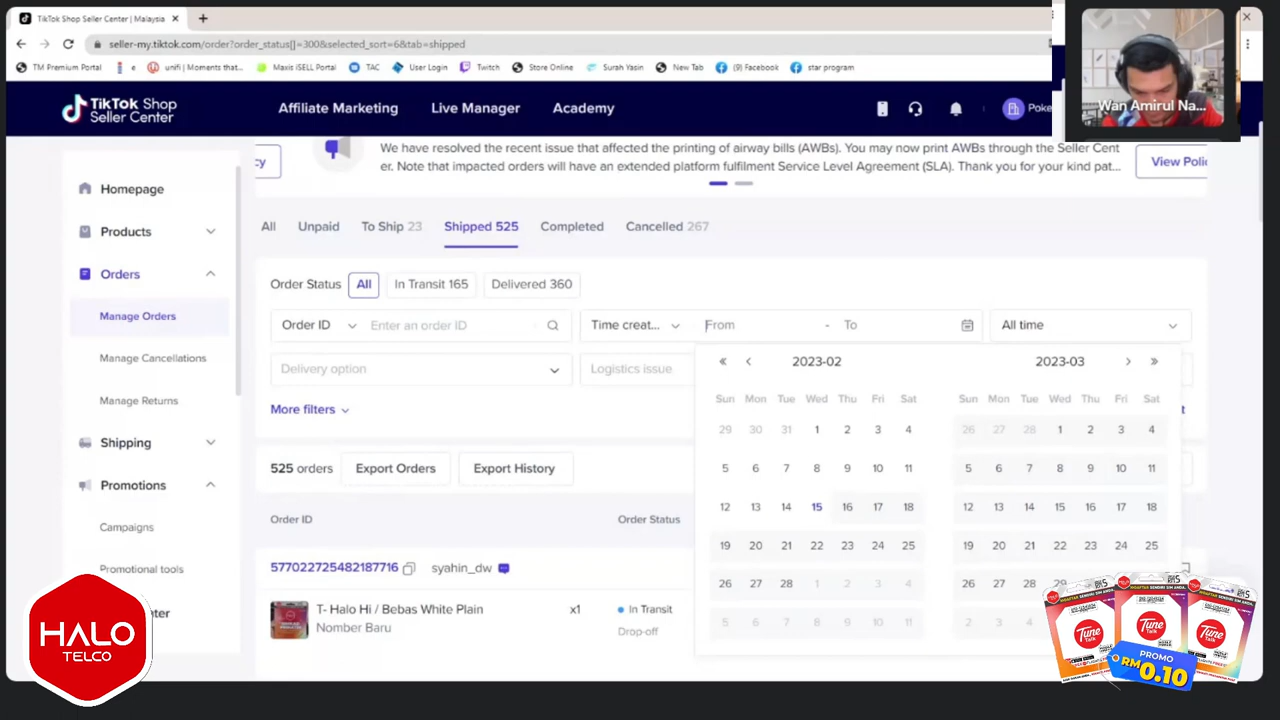 TikTok Shop Seller Center | Malaysia
seller-my.tiktok.com/order?order_status[]=300&selected_sort=6&tab=shipped
TM Premium Portal
e
unifi | Moments that...
Maxis iSELL Portal
TAC
User Login
Twitch
Store Online
Surah Yasin
New Tab
(9) Facebook
star program
Wan Amirul Na...
TikTok Shop
Seller Center
Affiliate Marketing
Live Manager
Academy
Poke
We have resolved the recent issue that affected the printing of airway bills (AWBs). You may now print AWBs through the Seller Cent
er. Note that impacted orders will have an extended platform fulfilment Service Level Agreement (SLA). Thank you for your kind pat...
cy
View Polic
Homepage
Products
Orders
Manage Orders
Manage Cancellations
Manage Returns
Shipping
Promotions
Campaigns
Promotional tools
ter
All
Unpaid
To Ship 23
Shipped 525
Completed
Cancelled 267
Order Status
All
In Transit 165
Delivered 360
Order ID
Enter an order ID
Time creat...
From
-
To
All time
Delivery option
Logistics issue
More filters
t
2023-02
2023-03
Sun Mon Tue Wed Thu Fri Sat
29 30 31 1 2 3 4
5 6 7 8 9 10 11
12 13 14 15 16 17 18
19 20 21 22 23 24 25
26 27 28 1 2 3 4
5 6 7 8 9 10 11
Sun Mon Tue Wed Thu Fri Sat
26 27 28 1 2 3 4
5 6 7 8 9 10 11
12 13 14 15 16 17 18
19 20 21 22 23 24 25
26 27 28 29
2 3 4
525 orders
Export Orders
Export History
Order ID
Order Status
577022725482187716
syahin_dw
T- Halo Hi / Bebas White Plain
Nomber Baru
x1
In Transit
Drop-off
HALO
TELCO
Tune
Talk
Tune
Talk
Tune
Talk
PROMO
RM0.10